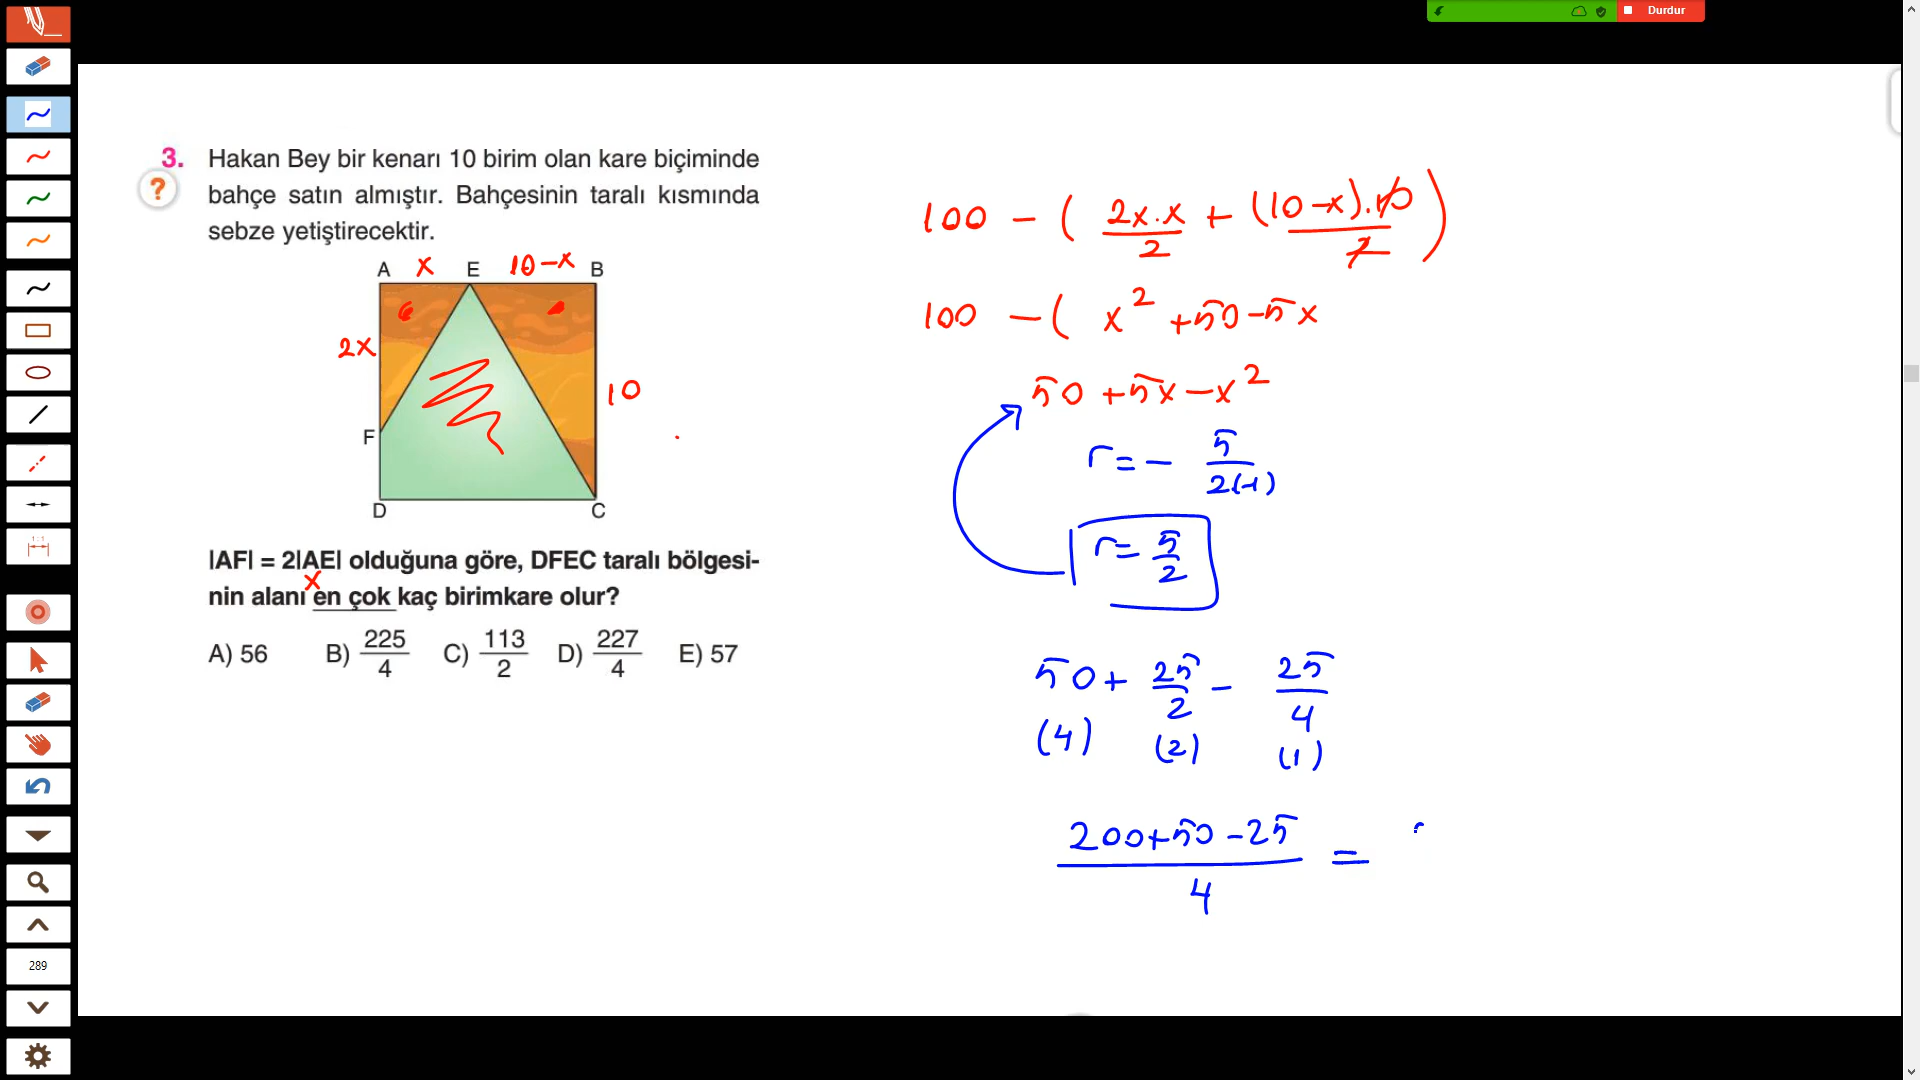 Durdur
3. Hakan Bey bir kenarı 10 birim olan kare biçiminde
? bahçe satın almıştır. Bahçesinin taralı kısmında
sebze yetiştirecektir.
A x E 10-x B
2x
10
F
D C
|AF| = 2|AE| olduğuna göre, DFEC taralı bölgesi-
x
nin alanı en çok kaç birimkare olur?
A) 56 B) 225/4 C) 113/2 D) 227/4 E) 57
100 - ( 2x.x/2 + (10-x).10/2 )
100 - ( x² + 50 - 5x
50 + 5x - x²
r = - 5/2(-1)
r = 5/2
50 + 25/2 - 25/4
(4) (2) (1)
200+50-25/4 =
1:1
289